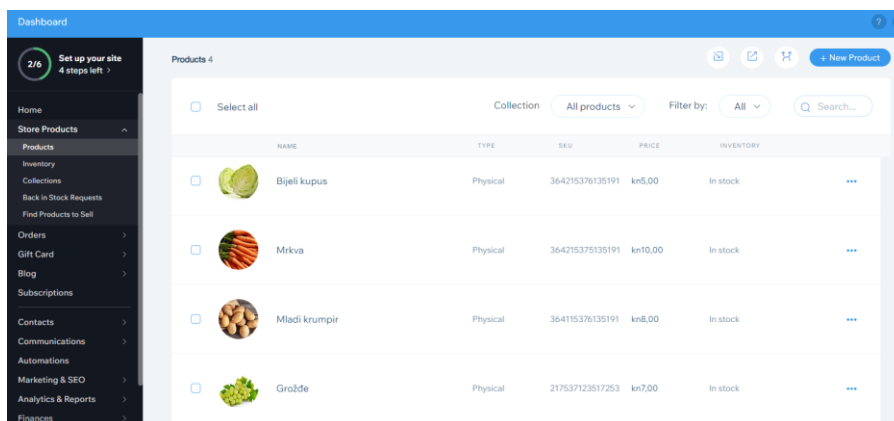 Dashboard
?
2/6
Set up your site
4 steps left >
Home
Store Products
Products
Inventory
Collections
Back in Stock Requests
Find Products to Sell
Orders
Gift Card
Blog
Subscriptions
Contacts
Communications
Automations
Marketing & SEO
Analytics & Reports
Finances
Products 4
+ New Product
Select all
Collection
All products
Filter by:
All
Search...
NAME TYPE SKU PRICE INVENTORY
Bijeli kupus Physical 364215376135191 kn5,00 In stock
Mrkva Physical 364215375135191 kn10,00 In stock
Mladi krumpir Physical 364115376135191 kn8,00 In stock
Grožđe Physical 217537123517253 kn7,00 In stock